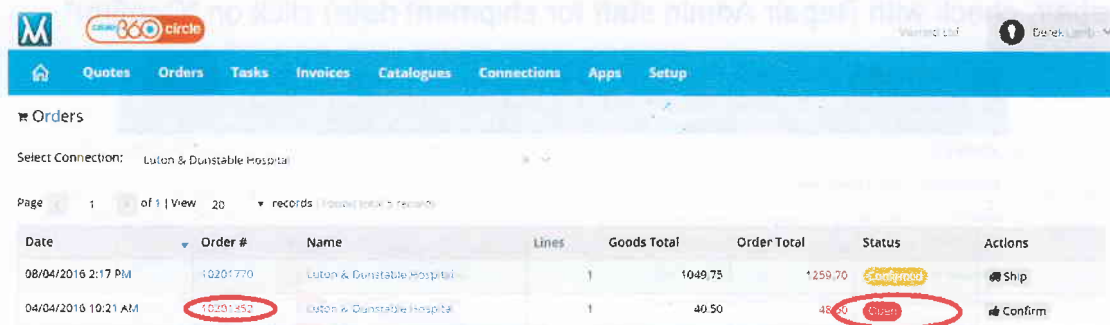 360 circle
Quotes Orders Tasks Invoices Catalogues Connections Apps Setup
Orders
Select Connection: Luton & Dunstable Hospital
Page 1 of 1 | View 20 records
Date Order # Name Lines Goods Total Order Total Status Actions
08/04/2016 2:17 PM 10201770 Luton & Dunstable Hospital 1 1049.75 1259.70 Confirmed Ship
04/04/2016 10:21 AM 10201352 Luton & Dunstable Hospital 1 40.50 Open Confirm